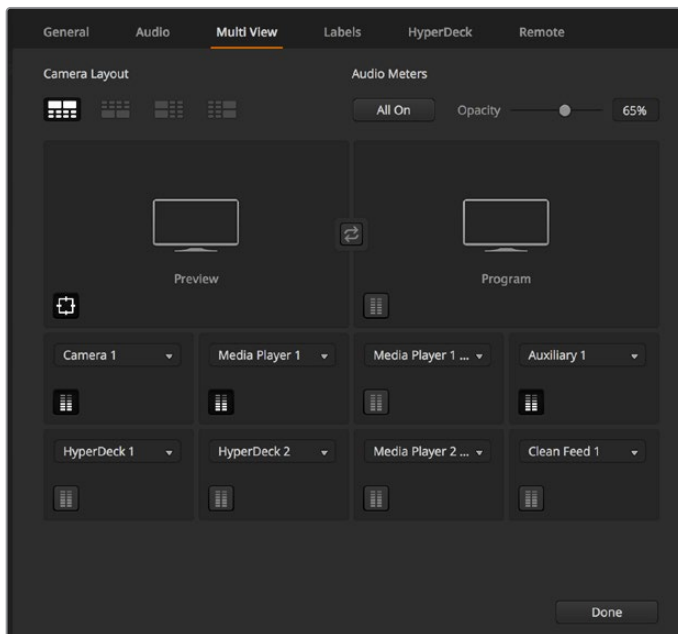 General Audio Multi View Labels HyperDeck Remote
Camera Layout Audio Meters
All On Opacity 65%
Preview Program
Camera 1 Media Player 1 Media Player 1 ... Auxiliary 1
HyperDeck 1 HyperDeck 2 Media Player 2 ... Clean Feed 1
Done